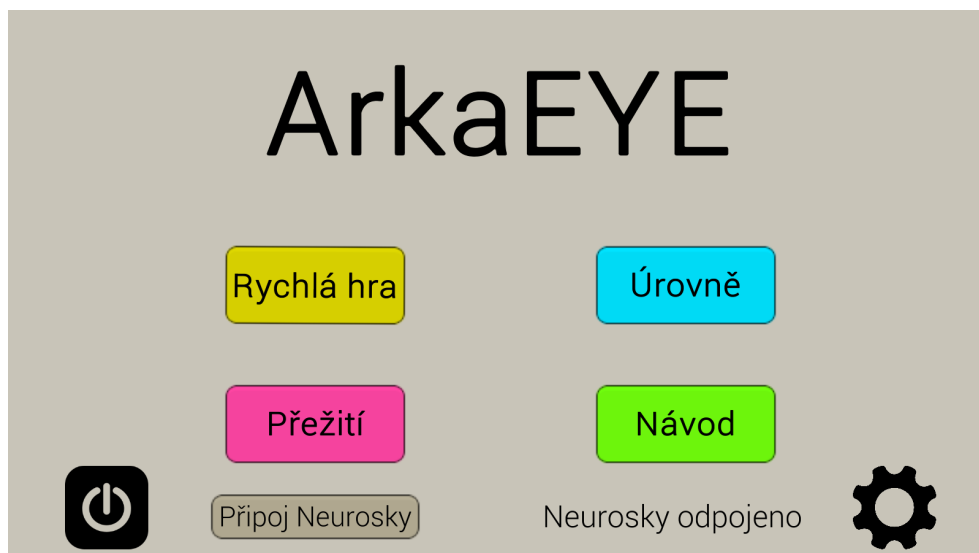 ArkaEYE
Rychlá hra
Úrovně
Přežití
Návod
Připoj Neurosky
Neurosky odpojeno